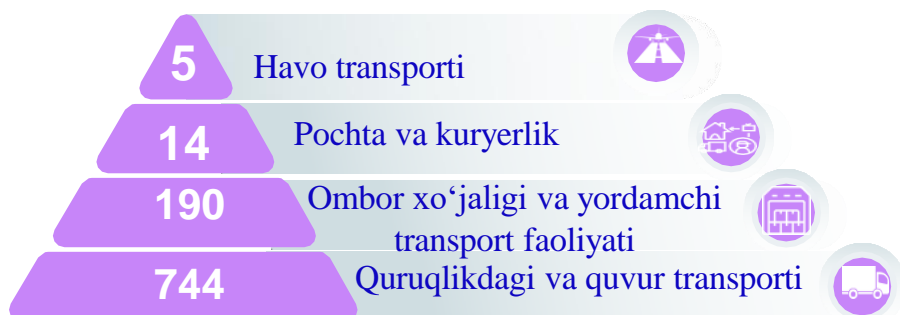 5
Havo transporti
14
Pochta va kuryerlik
190
Ombor xo‘jaligi va yordamchi
transport faoliyati
744
Quruqlikdagi va quvur transporti